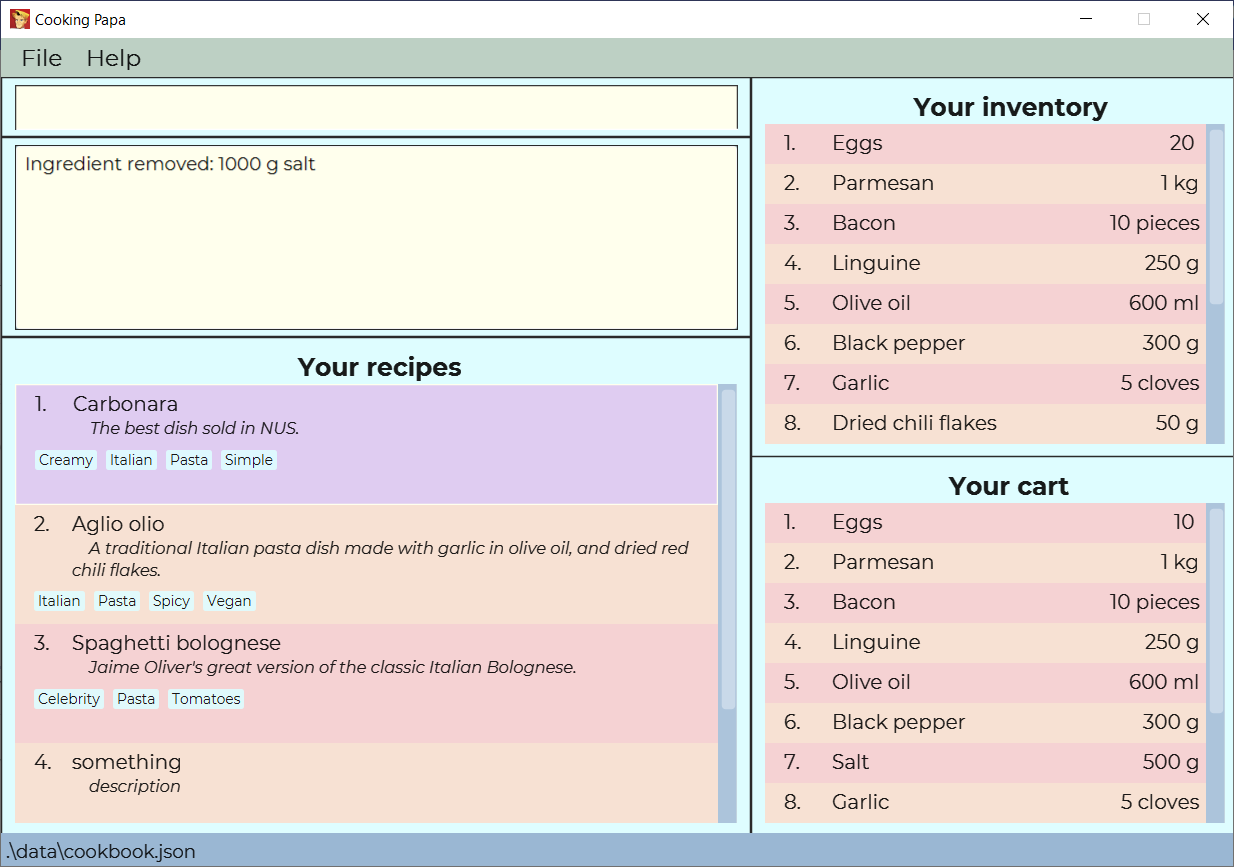 Cooking Papa
File Help
Ingredient removed: 1000 g salt
Your recipes
1. Carbonara
The best dish sold in NUS.
Creamy Italian Pasta Simple
2. Aglio olio
A traditional Italian pasta dish made with garlic in olive oil, and dried red
chili flakes.
Italian Pasta Spicy Vegan
3. Spaghetti bolognese
Jaime Oliver's great version of the classic Italian Bolognese.
Celebrity Pasta Tomatoes
4. something
description
Your inventory
1. Eggs 20
2. Parmesan 1 kg
3. Bacon 10 pieces
4. Linguine 250 g
5. Olive oil 600 ml
6. Black pepper 300 g
7. Garlic 5 cloves
8. Dried chili flakes 50 g
Your cart
1. Eggs 10
2. Parmesan 1 kg
3. Bacon 10 pieces
4. Linguine 250 g
5. Olive oil 600 ml
6. Black pepper 300 g
7. Salt 500 g
8. Garlic 5 cloves
.\data\cookbook.json